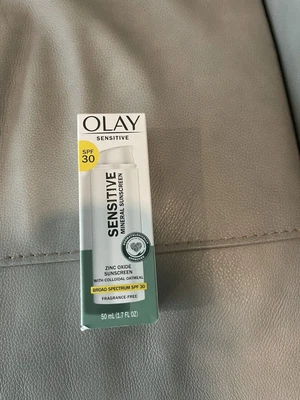 OLAY
SENSITIVE
SPF
30
SENSITIVE
MINERAL SUNSCREEN
ZINC OXIDE
SUNSCREEN
WITH COLLOIDAL OATMEAL
BROAD SPECTRUM SPF 30
FRAGRANCE-FREE
50 mL (1.7 FL OZ)